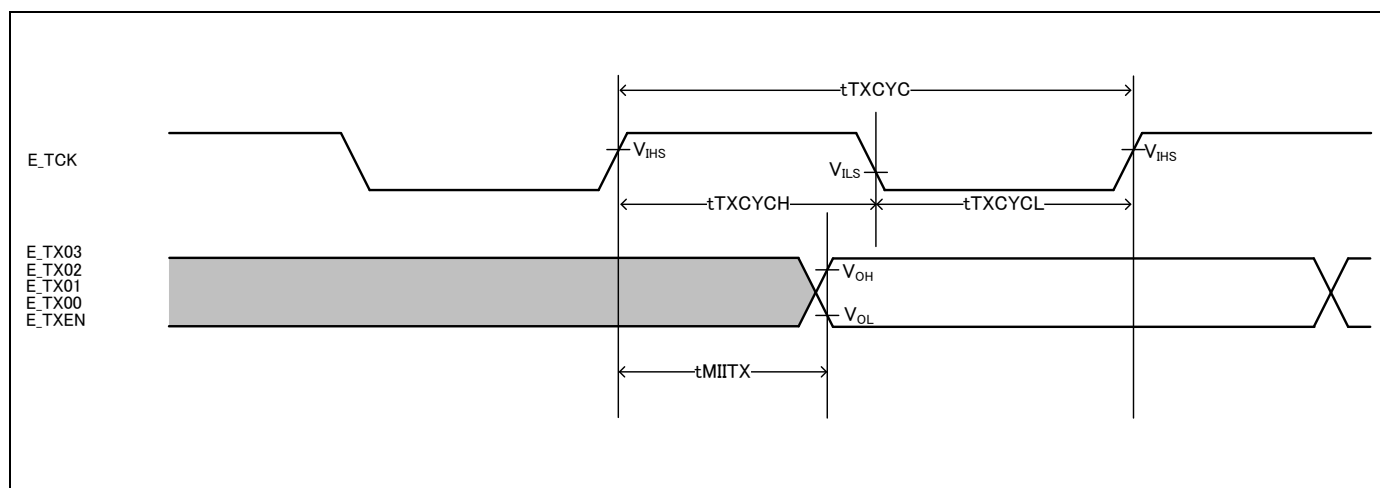 tTXCYC
E_TCK
VIHS
VILS
VIHS
tTXCYCH
tTXCYCL
E_TX03
E_TX02
E_TX01
E_TX00
E_TXEN
VOH
VOL
tMIITX